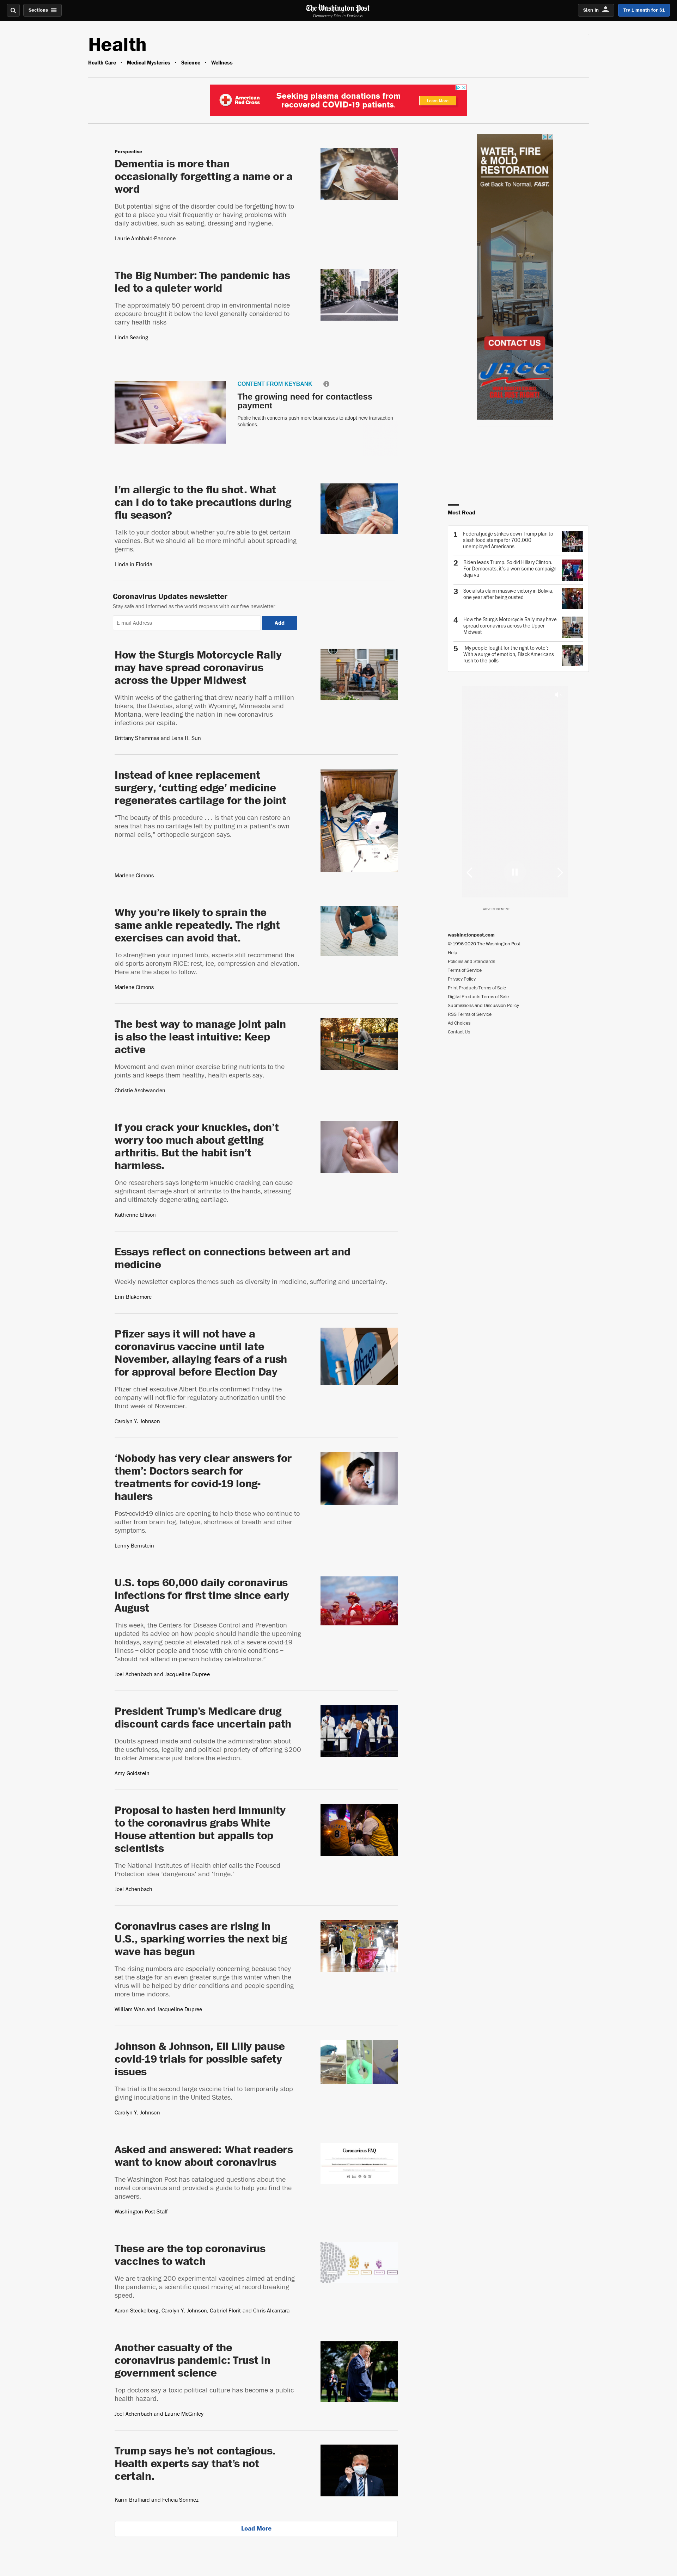 Sections
The Washington Post
Democracy Dies in Darkness
Sign In
Try 1 month for $1
Health
Health Care • Medical Mysteries • Science • Wellness
American
Red Cross
Seeking plasma donations from
recovered COVID-19 patients.
Learn More
Perspective
Dementia is more than
occasionally forgetting a name or a
word
But potential signs of the disorder could be forgetting how to
get to a place you visit frequently or having problems with
daily activities, such as eating, dressing and hygiene.
Laurie Archbald-Pannone
The Big Number: The pandemic has
led to a quieter world
The approximately 50 percent drop in environmental noise
exposure brought it below the level generally considered to
carry health risks
Linda Searing
CONTENT FROM KEYBANK
The growing need for contactless
payment
Public health concerns push more businesses to adopt new transaction
solutions.
I’m allergic to the flu shot. What
can I do to take precautions during
flu season?
Talk to your doctor about whether you’re able to get certain
vaccines. But we should all be more mindful about spreading
germs.
Linda in Florida
Coronavirus Updates newsletter
Stay safe and informed as the world reopens with our free newsletter
E-mail Address
Add
How the Sturgis Motorcycle Rally
may have spread coronavirus
across the Upper Midwest
Within weeks of the gathering that drew nearly half a million
bikers, the Dakotas, along with Wyoming, Minnesota and
Montana, were leading the nation in new coronavirus
infections per capita.
Brittany Shammas and Lena H. Sun
Instead of knee replacement
surgery, ‘cutting edge’ medicine
regenerates cartilage for the joint
“The beauty of this procedure . . . is that you can restore an
area that has no cartilage left by putting in a patient’s own
normal cells,” orthopedic surgeon says.
Marlene Cimons
Why you’re likely to sprain the
same ankle repeatedly. The right
exercises can avoid that.
To strengthen your injured limb, experts still recommend the
old sports acronym RICE: rest, ice, compression and elevation.
Here are the steps to follow.
Marlene Cimons
The best way to manage joint pain
is also the least intuitive: Keep
active
Movement and even minor exercise bring nutrients to the
joints and keeps them healthy, health experts say.
Christie Aschwanden
If you crack your knuckles, don’t
worry too much about getting
arthritis. But the habit isn’t
harmless.
One researchers says long-term knuckle cracking can cause
significant damage short of arthritis to the hands, stressing
and ultimately degenerating cartilage.
Katherine Ellison
Essays reflect on connections between art and
medicine
Weekly newsletter explores themes such as diversity in medicine, suffering and uncertainty.
Erin Blakemore
Pfizer says it will not have a
coronavirus vaccine until late
November, allaying fears of a rush
for approval before Election Day
Pfizer chief executive Albert Bourla confirmed Friday the
company will not file for regulatory authorization until the
third week of November.
Carolyn Y. Johnson
Pfizer
‘Nobody has very clear answers for
them’: Doctors search for
treatments for covid-19 long-
haulers
Post-covid-19 clinics are opening to help those who continue to
suffer from brain fog, fatigue, shortness of breath and other
symptoms.
Lenny Bernstein
U.S. tops 60,000 daily coronavirus
infections for first time since early
August
This week, the Centers for Disease Control and Prevention
updated its advice on how people should handle the upcoming
holidays, saying people at elevated risk of a severe covid-19
illness – older people and those with chronic conditions –
“should not attend in-person holiday celebrations.”
Joel Achenbach and Jacqueline Dupree
President Trump’s Medicare drug
discount cards face uncertain path
Doubts spread inside and outside the administration about
the usefulness, legality and political propriety of offering $200
to older Americans just before the election.
Amy Goldstein
Proposal to hasten herd immunity
to the coronavirus grabs White
House attention but appalls top
scientists
The National Institutes of Health chief calls the Focused
Protection idea ‘dangerous’ and ‘fringe.’
Joel Achenbach
8
Coronavirus cases are rising in
U.S., sparking worries the next big
wave has begun
The rising numbers are especially concerning because they
set the stage for an even greater surge this winter when the
virus will be helped by drier conditions and people spending
more time indoors.
William Wan and Jacqueline Dupree
Johnson & Johnson, Eli Lilly pause
covid-19 trials for possible safety
issues
The trial is the second large vaccine trial to temporarily stop
giving inoculations in the United States.
Carolyn Y. Johnson
Asked and answered: What readers
want to know about coronavirus
The Washington Post has catalogued questions about the
novel coronavirus and provided a guide to help you find the
answers.
Washington Post Staff
Coronavirus FAQ
These are the top coronavirus
vaccines to watch
We are tracking 200 experimental vaccines aimed at ending
the pandemic, a scientific quest moving at record-breaking
speed.
Aaron Steckelberg, Carolyn Y. Johnson, Gabriel Florit and Chris Alcantara
Another casualty of the
coronavirus pandemic: Trust in
government science
Top doctors say a toxic political culture has become a public
health hazard.
Joel Achenbach and Laurie McGinley
Trump says he’s not contagious.
Health experts say that’s not
certain.
Karin Brulliard and Felicia Sonmez
Load More
WATER, FIRE
& MOLD
RESTORATION
Get Back To Normal, FAST.
CONTACT US
JRCC
Most Read
1 Federal judge strikes down Trump plan to
slash food stamps for 700,000
unemployed Americans
2 Biden leads Trump. So did Hillary Clinton.
For Democrats, it’s a worrisome campaign
deja vu
3 Socialists claim massive victory in Bolivia,
one year after being ousted
4 How the Sturgis Motorcycle Rally may have
spread coronavirus across the Upper
Midwest
5 ‘My people fought for the right to vote’:
With a surge of emotion, Black Americans
rush to the polls
ADVERTISEMENT
washingtonpost.com
© 1996-2020 The Washington Post
Help
Policies and Standards
Terms of Service
Privacy Policy
Print Products Terms of Sale
Digital Products Terms of Sale
Submissions and Discussion Policy
RSS Terms of Service
Ad Choices
Contact Us